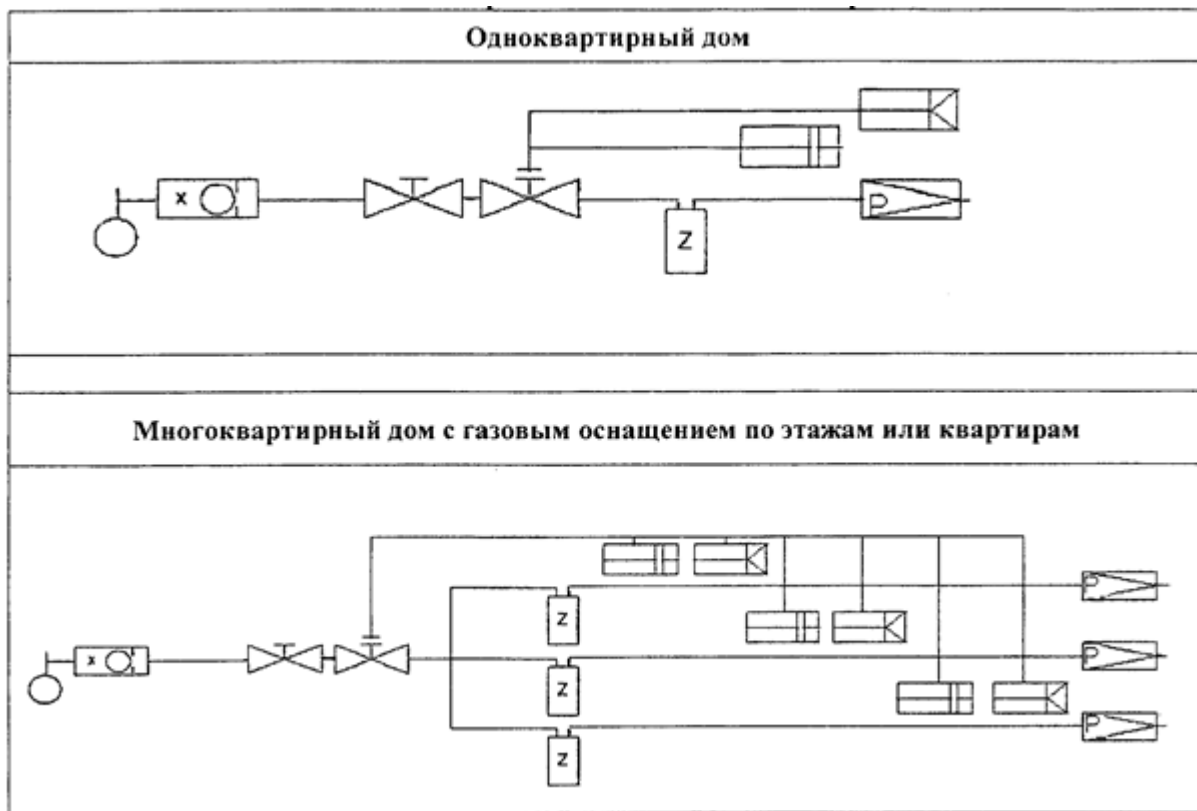 Одноквартирный дом
x
Z
P
Многоквартирный дом с газовым оснащением по этажам или квартирам
Z
P
x
Z
P
Z
P